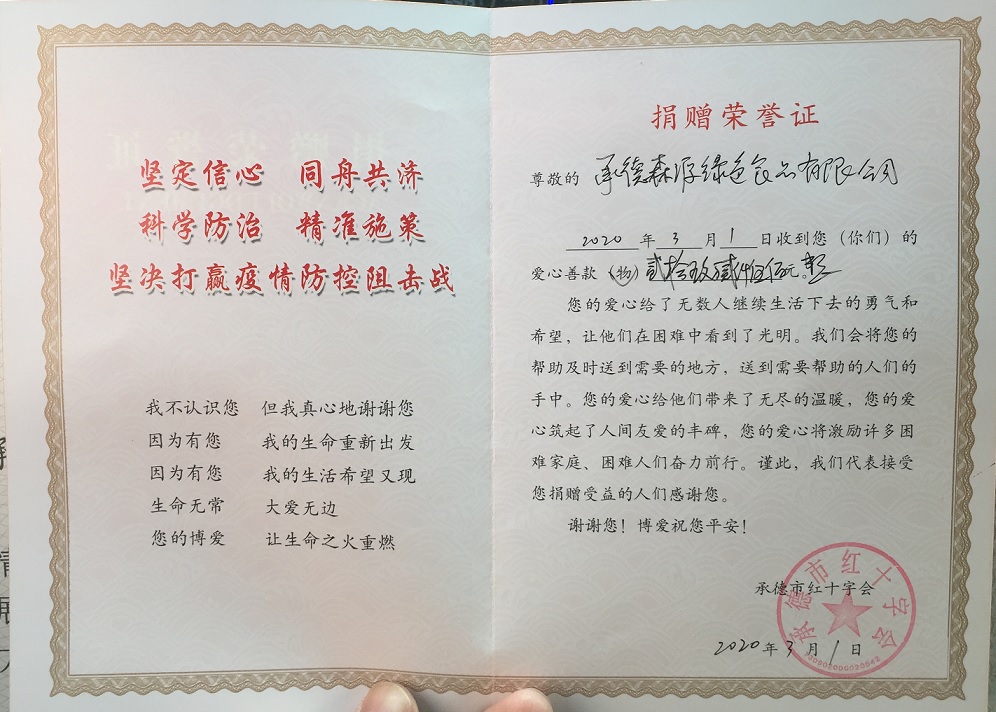 坚定信心 同舟共济
科学防治 精准施策
坚决打赢疫情防控阻击战
我不认识您 但我真心地谢谢您
因为有您 我的生命重新出发
因为有您 我的生活希望又现
生命无常 大爱无边
您的博爱 让生命之火重燃
捐赠荣誉证
尊敬的 承德森源绿色食品有限公司
2020 年 3 月 1 日收到您（你们）的
爱心善款（物）贰拾玖 仟伍佰元
您的爱心给了无数人继续生活下去的勇气和
希望，让他们在困难中看到了光明。我们会将您的
帮助及时送到需要的地方，送到需要帮助的人们的
手中。您的爱心给他们带来了无尽的温暖，您的爱
心筑起了人间友爱的丰碑，您的爱心将激励许多困
难家庭、困难人们奋力前行。谨此，我们代表接受
您捐赠受益的人们感谢您。
谢谢您！博爱祝您平安！
承德市红十字会
承德市红十字会
2020 年 3 月 1 日